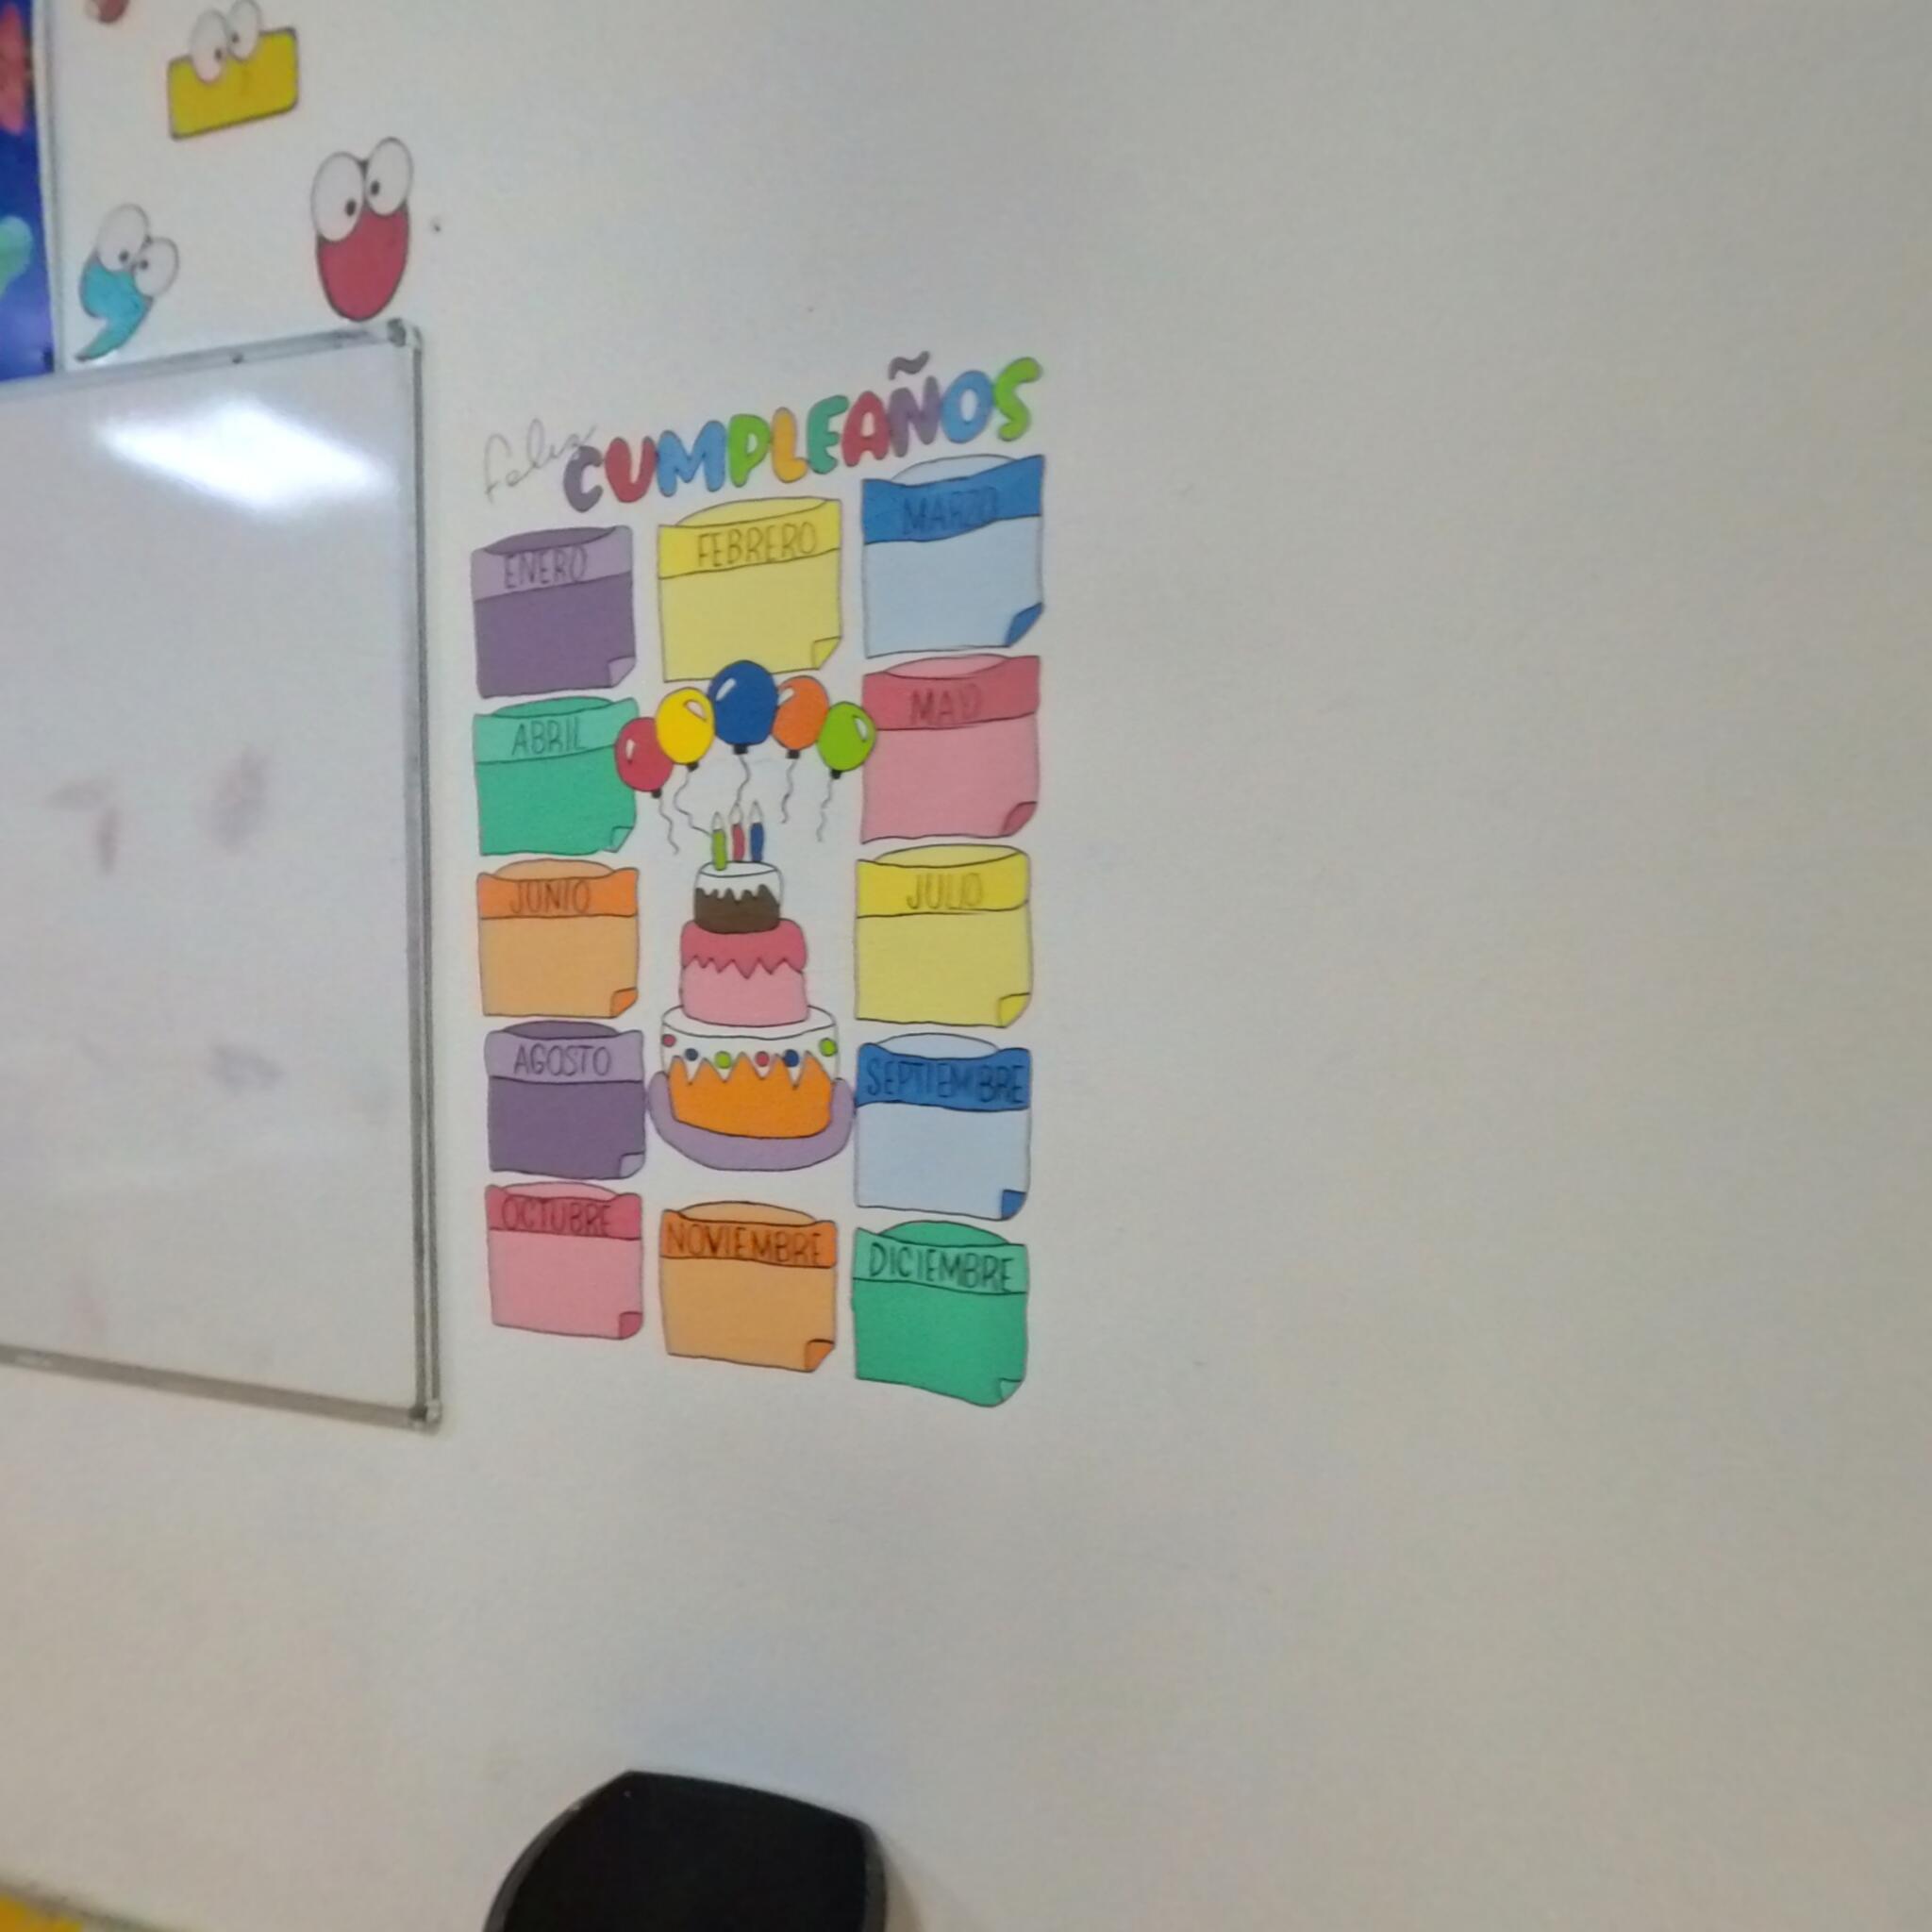 feliz CUMPLEAÑOS
ENERO
FEBRERO
MARZO
ABRIL
MAYO
JUNIO
JULIO
AGOSTO
SEPTIEMBRE
OCTUBRE
NOVIEMBRE
DICIEMBRE